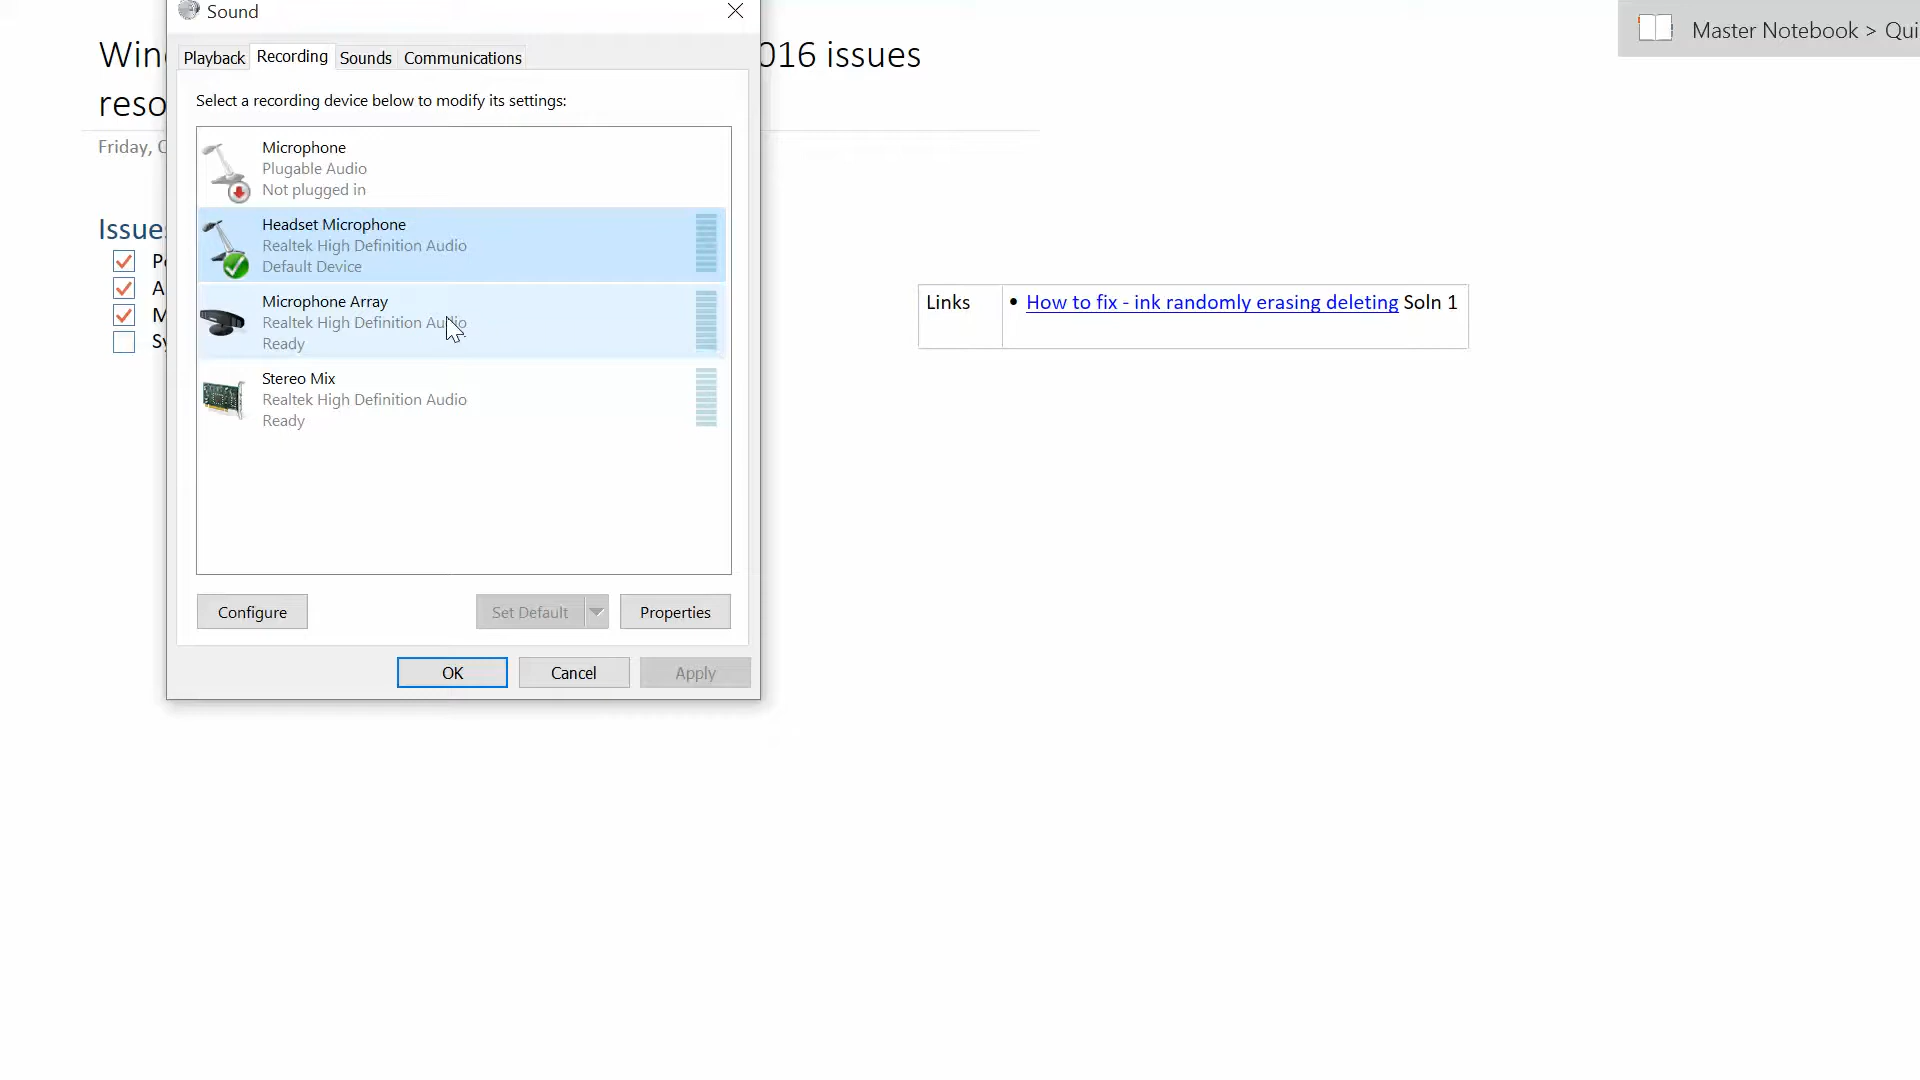 Sound
Master Notebook > Qui
Win
016 issues
reso
Friday,
Playback
Recording
Sounds
Communications
Select a recording device below to modify its settings:
Microphone
Plugable Audio
Not plugged in
Headset Microphone
Realtek High Definition Audio
Default Device
Microphone Array
Realtek High Definition Audio
Ready
Stereo Mix
Realtek High Definition Audio
Ready
Configure
Set Default
Properties
OK
Cancel
Apply
Issues
A
M
Links
• How to fix - ink randomly erasing deleting Soln 1